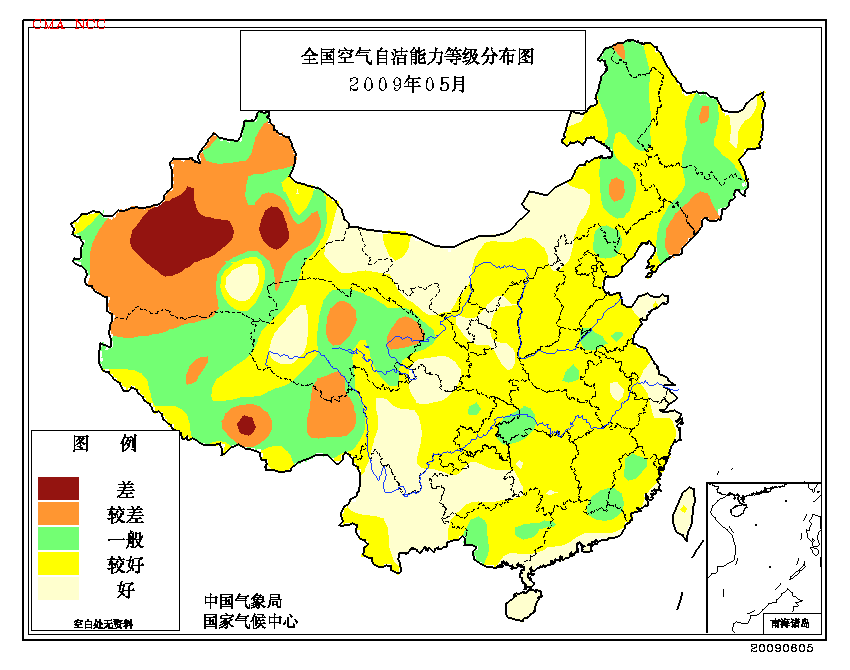 CMA NCC
全国空气自洁能力等级分布图
2009年05月
图 例
差
较差
一般
较好
好
空白处无资料
中国气象局
国家气候中心
南海诸岛
20090605